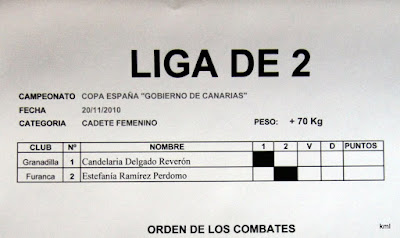 LIGA DE 2
CAMPEONATO COPA ESPAÑA "GOBIERNO DE CANARIAS"
FECHA 20/11/2010
CATEGORIA CADETE FEMENINO PESO: + 70 Kg
CLUB Nº NOMBRE 1 2 V D PUNTOS
Granadilla 1 Candelaria Delgado Reverón
Furanca 2 Estefanía Ramírez Perdomo
ORDEN DE LOS COMBATES
kml